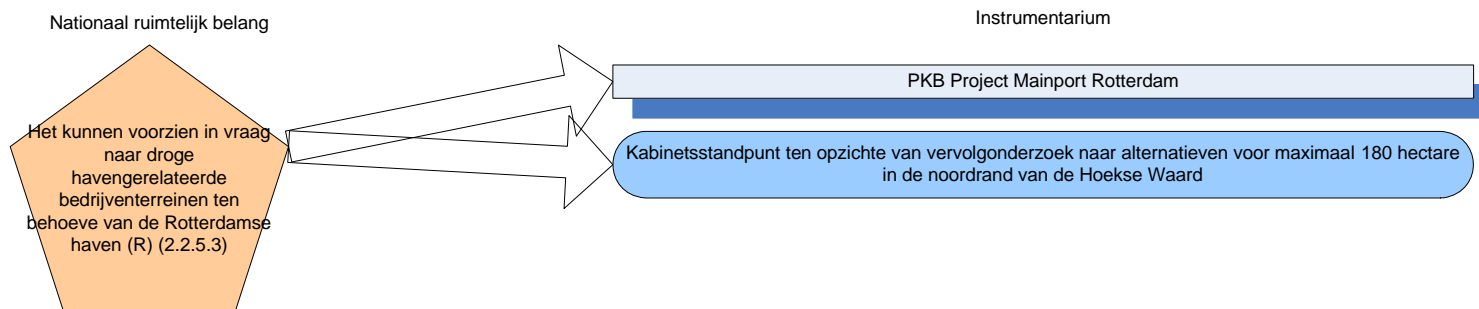 Nationaal ruimtelijk belang
Instrumentarium
Het kunnen voorzien in vraag
naar droge
havengerelateerde
bedrijventerreinen ten
behoeve van de Rotterdamse
haven (R) (2.2.5.3)
PKB Project Mainport Rotterdam
Kabinetsstandpunt ten opzichte van vervolgonderzoek naar alternatieven voor maximaal 180 hectare
in de noordrand van de Hoekse Waard